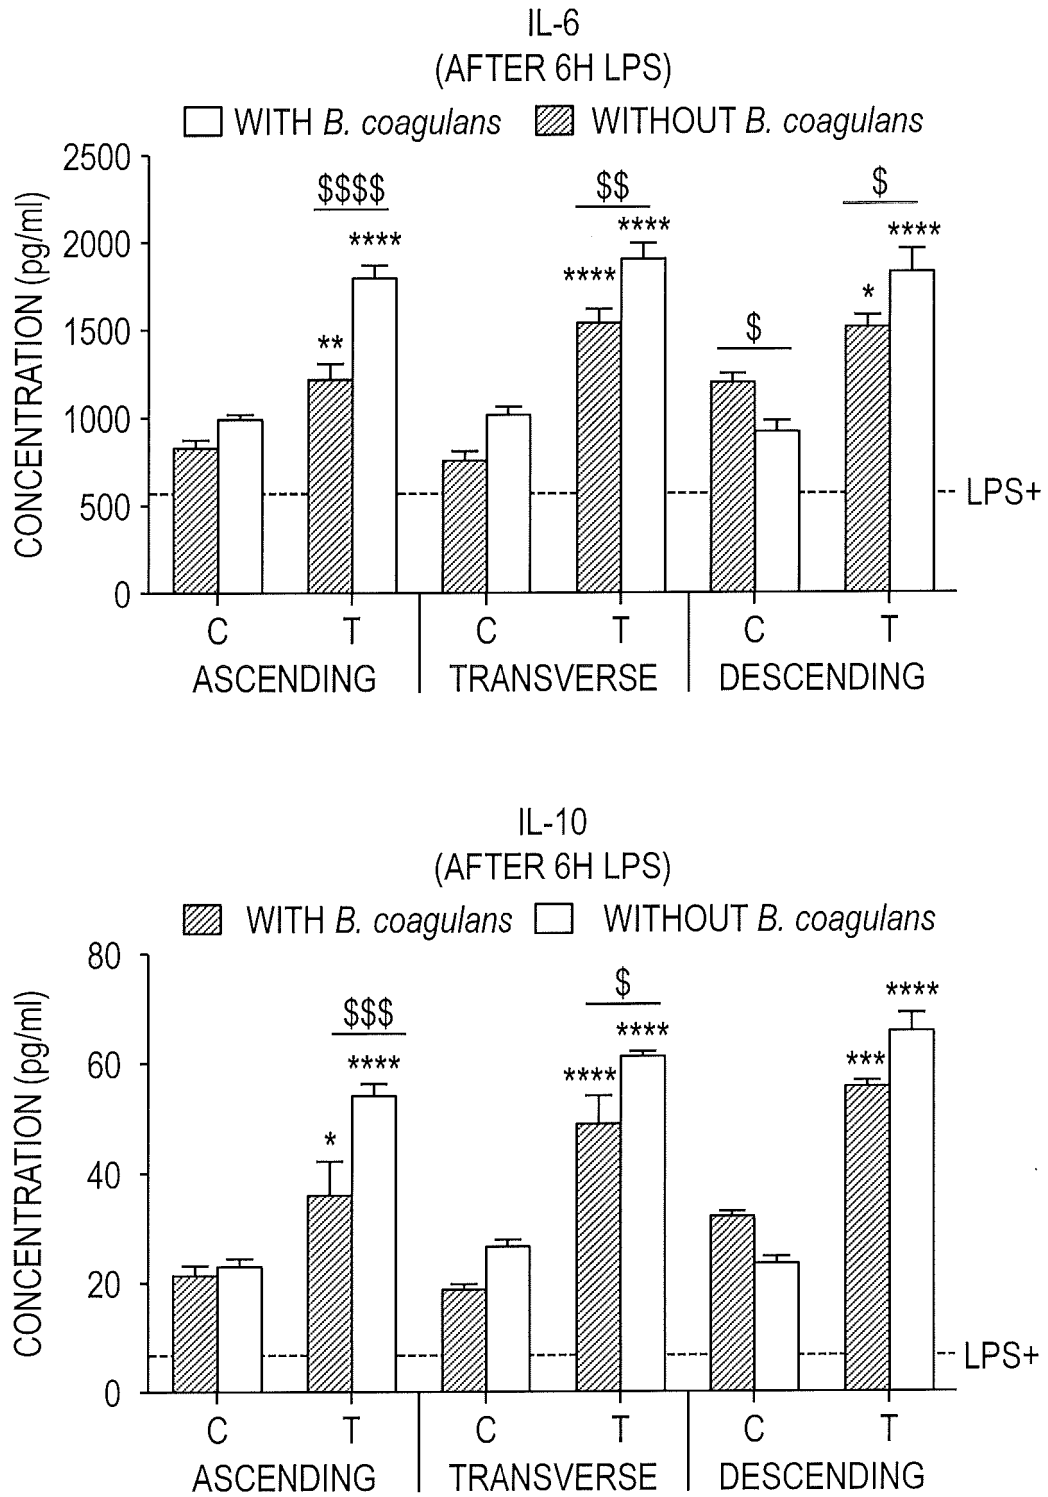 IL-6
(AFTER 6H LPS)
WITH B. coagulans WITHOUT B. coagulans
CONCENTRATION (pg/ml)
2500
2000
1500
1000
500
0
$$$$
****
**
$$
****
****
$
$
****
*
LPS+
C T C T C T
ASCENDING TRANSVERSE DESCENDING
IL-10
(AFTER 6H LPS)
WITH B. coagulans WITHOUT B. coagulans
CONCENTRATION (pg/ml)
80
60
40
20
0
$$$
****
*
$
****
****
****
***
LPS+
C T C T C T
ASCENDING TRANSVERSE DESCENDING